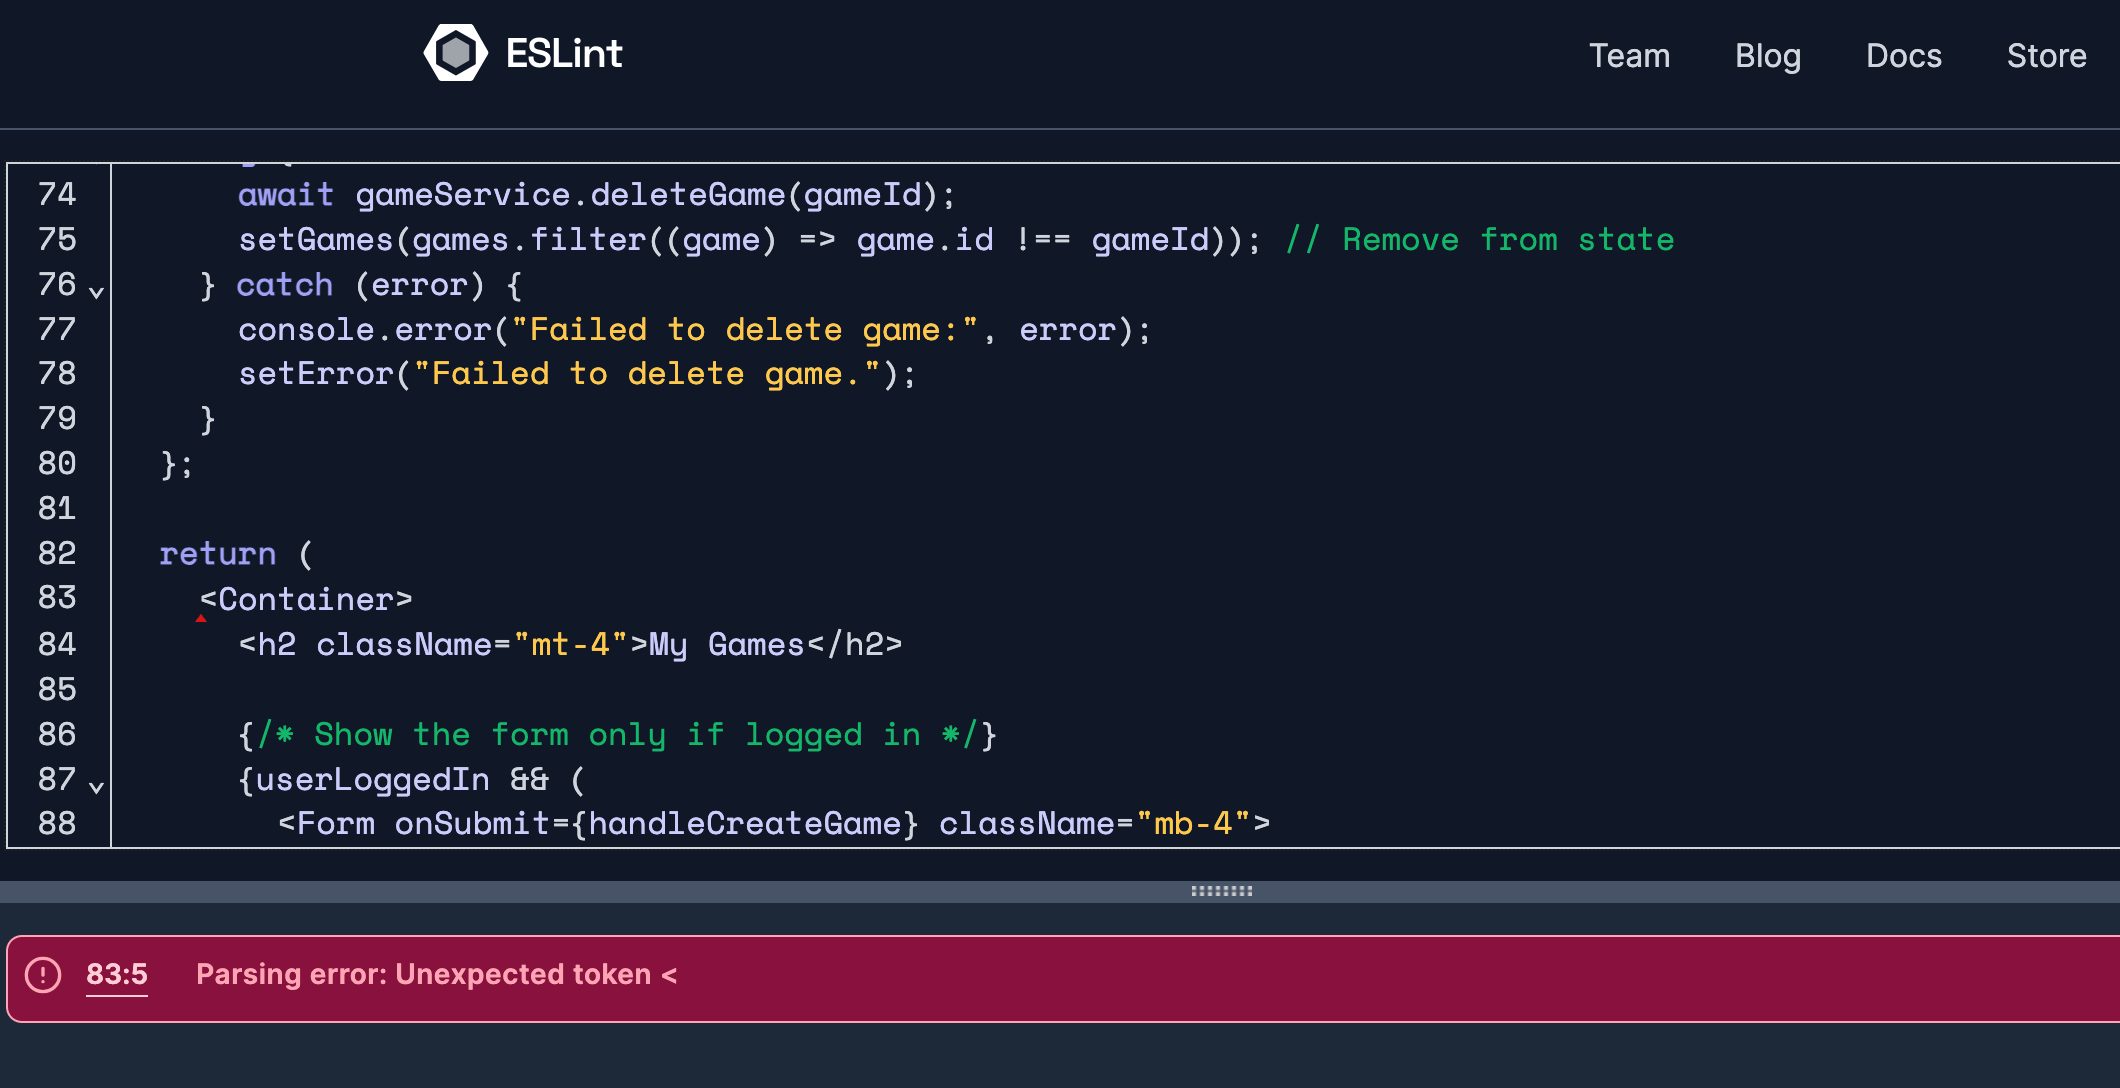 ESLint
Team Blog Docs Store
74 await gameService.deleteGame(gameId);
75 setGames(games.filter((game) => game.id !== gameId)); // Remove from state
76 } catch (error) {
77 console.error("Failed to delete game:", error);
78 setError("Failed to delete game.");
79 }
80 };
81
82 return (
83 <Container>
84 <h2 className="mt-4">My Games</h2>
85
86 {/* Show the form only if logged in */}
87 {userLoggedIn && (
88 <Form onSubmit={handleCreateGame} className="mb-4">
83:5 Parsing error: Unexpected token <